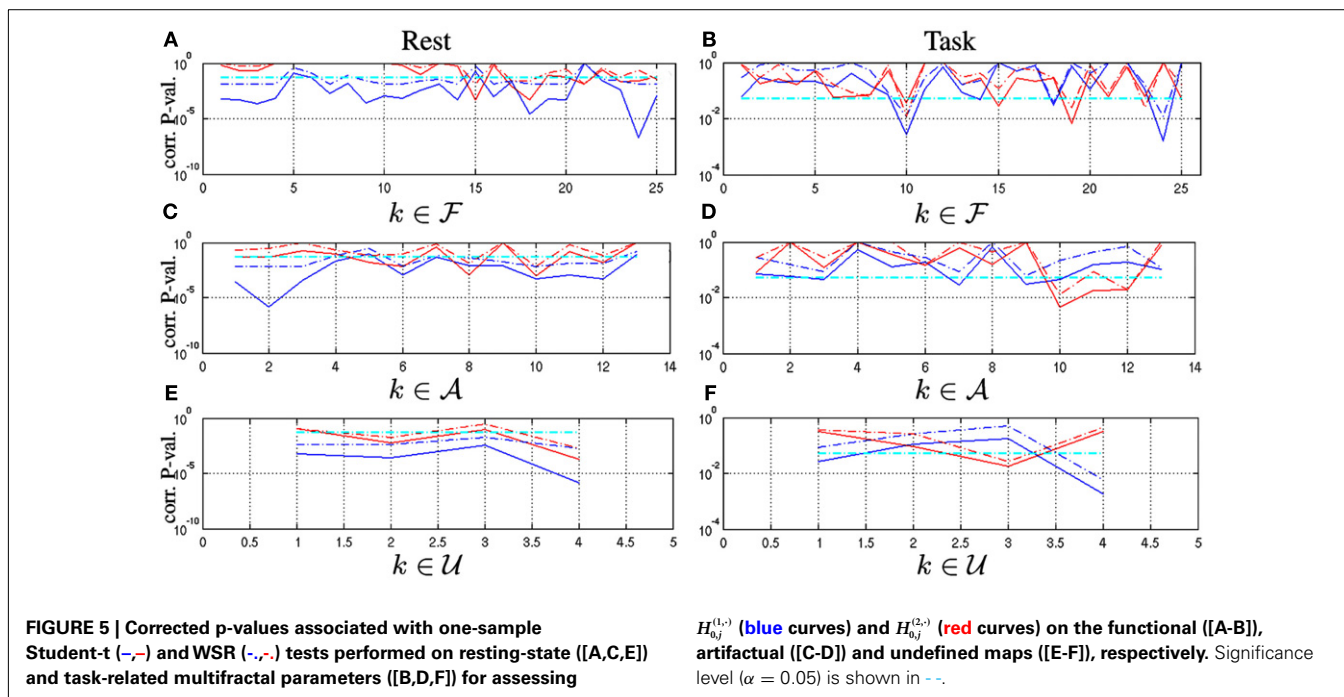 A
Rest
B
Task
corr. P-val.
10^0
10^-5
10^-10
0 5 10 15 20 25
k ∈ F
10^0
10^-2
10^-4
0 5 10 15 20 25
k ∈ F
C
D
corr. P-val.
10^0
10^-5
10^-10
0 2 4 6 8 10 12 14
k ∈ A
10^0
10^-2
10^-4
0 2 4 6 8 10 12 14
k ∈ A
E
F
corr. P-val.
10^0
10^-5
10^-10
0 0.5 1 1.5 2 2.5 3 3.5 4 4.5 5
k ∈ U
10^0
10^-2
10^-4
0 0.5 1 1.5 2 2.5 3 3.5 4 4.5 5
k ∈ U
FIGURE 5 | Corrected p-values associated with one-sample
Student-t (–,–) and WSR (-.,-.) tests performed on resting-state ([A,C,E])
and task-related multifractal parameters ([B,D,F]) for assessing
H_{0,j}^{(1,·)} (blue curves) and H_{0,j}^{(2,·)} (red curves) on the functional ([A-B]),
artifactual ([C-D]) and undefined maps ([E-F]), respectively. Significance
level (α = 0.05) is shown in - -.